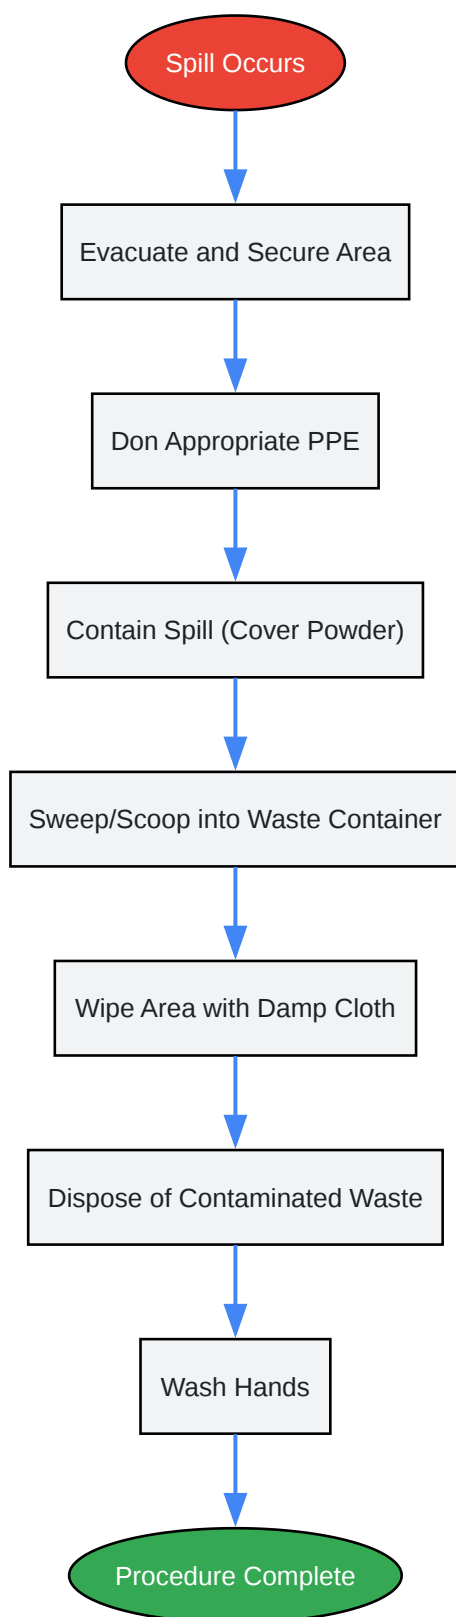 Spill Occurs
Evacuate and Secure Area
Don Appropriate PPE
Contain Spill (Cover Powder)
Sweep/Scoop into Waste Container
Wipe Area with Damp Cloth
Dispose of Contaminated Waste
Wash Hands
Procedure Complete